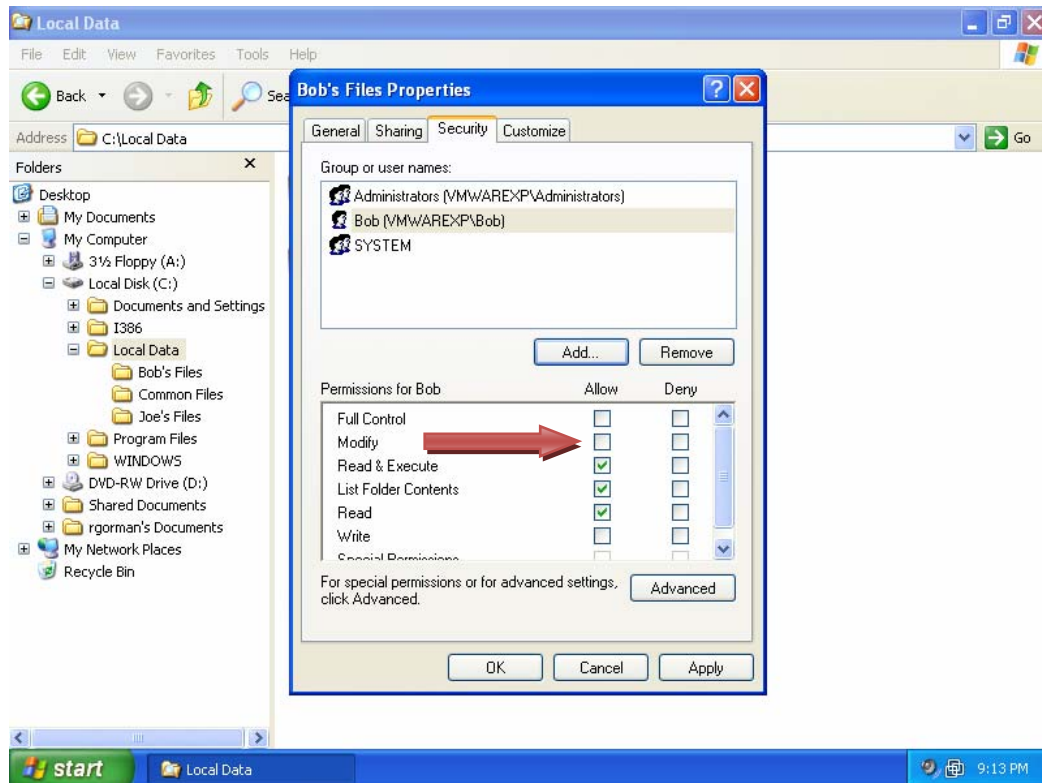 Local Data
File Edit View Favorites Tools Help
Back
Address C:\Local Data Go
Folders
Desktop
My Documents
My Computer
3½ Floppy (A:)
Local Disk (C:)
Documents and Settings
I386
Local Data
Bob's Files
Common Files
Joe's Files
Program Files
WINDOWS
DVD-RW Drive (D:)
Shared Documents
rgorman's Documents
My Network Places
Recycle Bin
Bob's Files Properties
General Sharing Security Customize
Group or user names:
Administrators (VMWAREXP\Administrators)
Bob (VMWAREXP\Bob)
SYSTEM
Add... Remove
Permissions for Bob Allow Deny
Full Control
Modify
Read & Execute
List Folder Contents
Read
Write
Special Permissions
For special permissions or for advanced settings,
click Advanced.
Advanced
OK Cancel Apply
start Local Data 9:13 PM